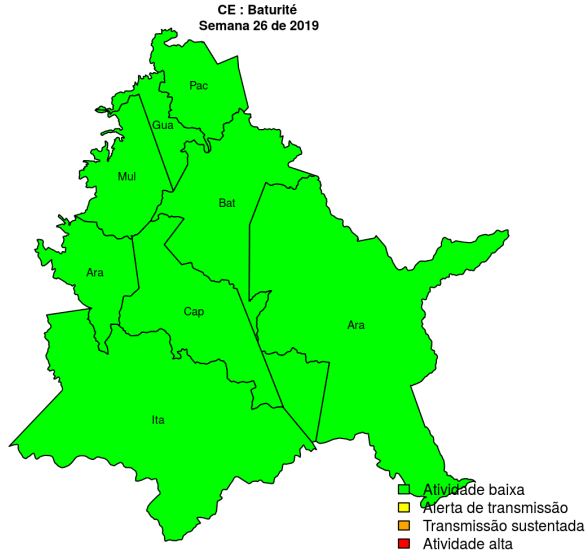 CE : Baturité
Semana 26 de 2019
Pac
Gua
Mul
Bat
Ara
Cap
Ara
Ita
Atividade baixa
Alerta de transmissão
Transmissão sustentada
Atividade alta